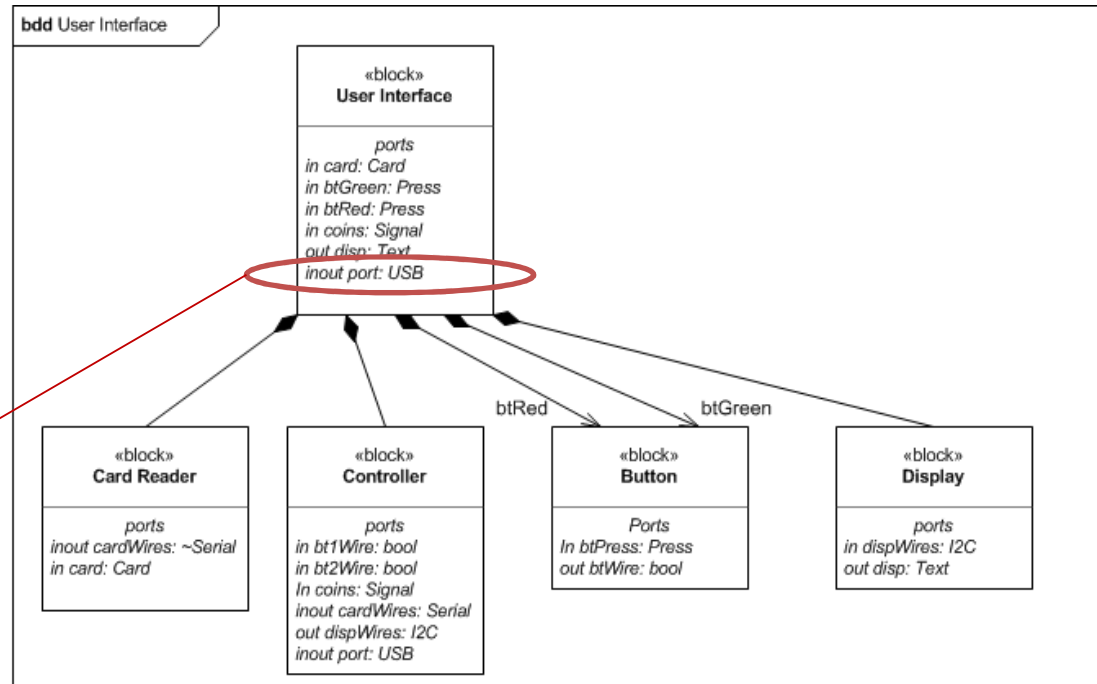 bdd User Interface
«block»
User Interface
ports
in card: Card
in btGreen: Press
in btRed: Press
in coins: Signal
out disp: Text
inout port: USB
btRed
btGreen
«block»
Card Reader
ports
inout cardWires: ~Serial
in card: Card
«block»
Controller
ports
in bt1Wire: bool
in bt2Wire: bool
In coins: Signal
inout cardWires: Serial
out dispWires: I2C
inout port: USB
«block»
Button
Ports
In btPress: Press
out btWire: bool
«block»
Display
ports
in dispWires: I2C
out disp: Text